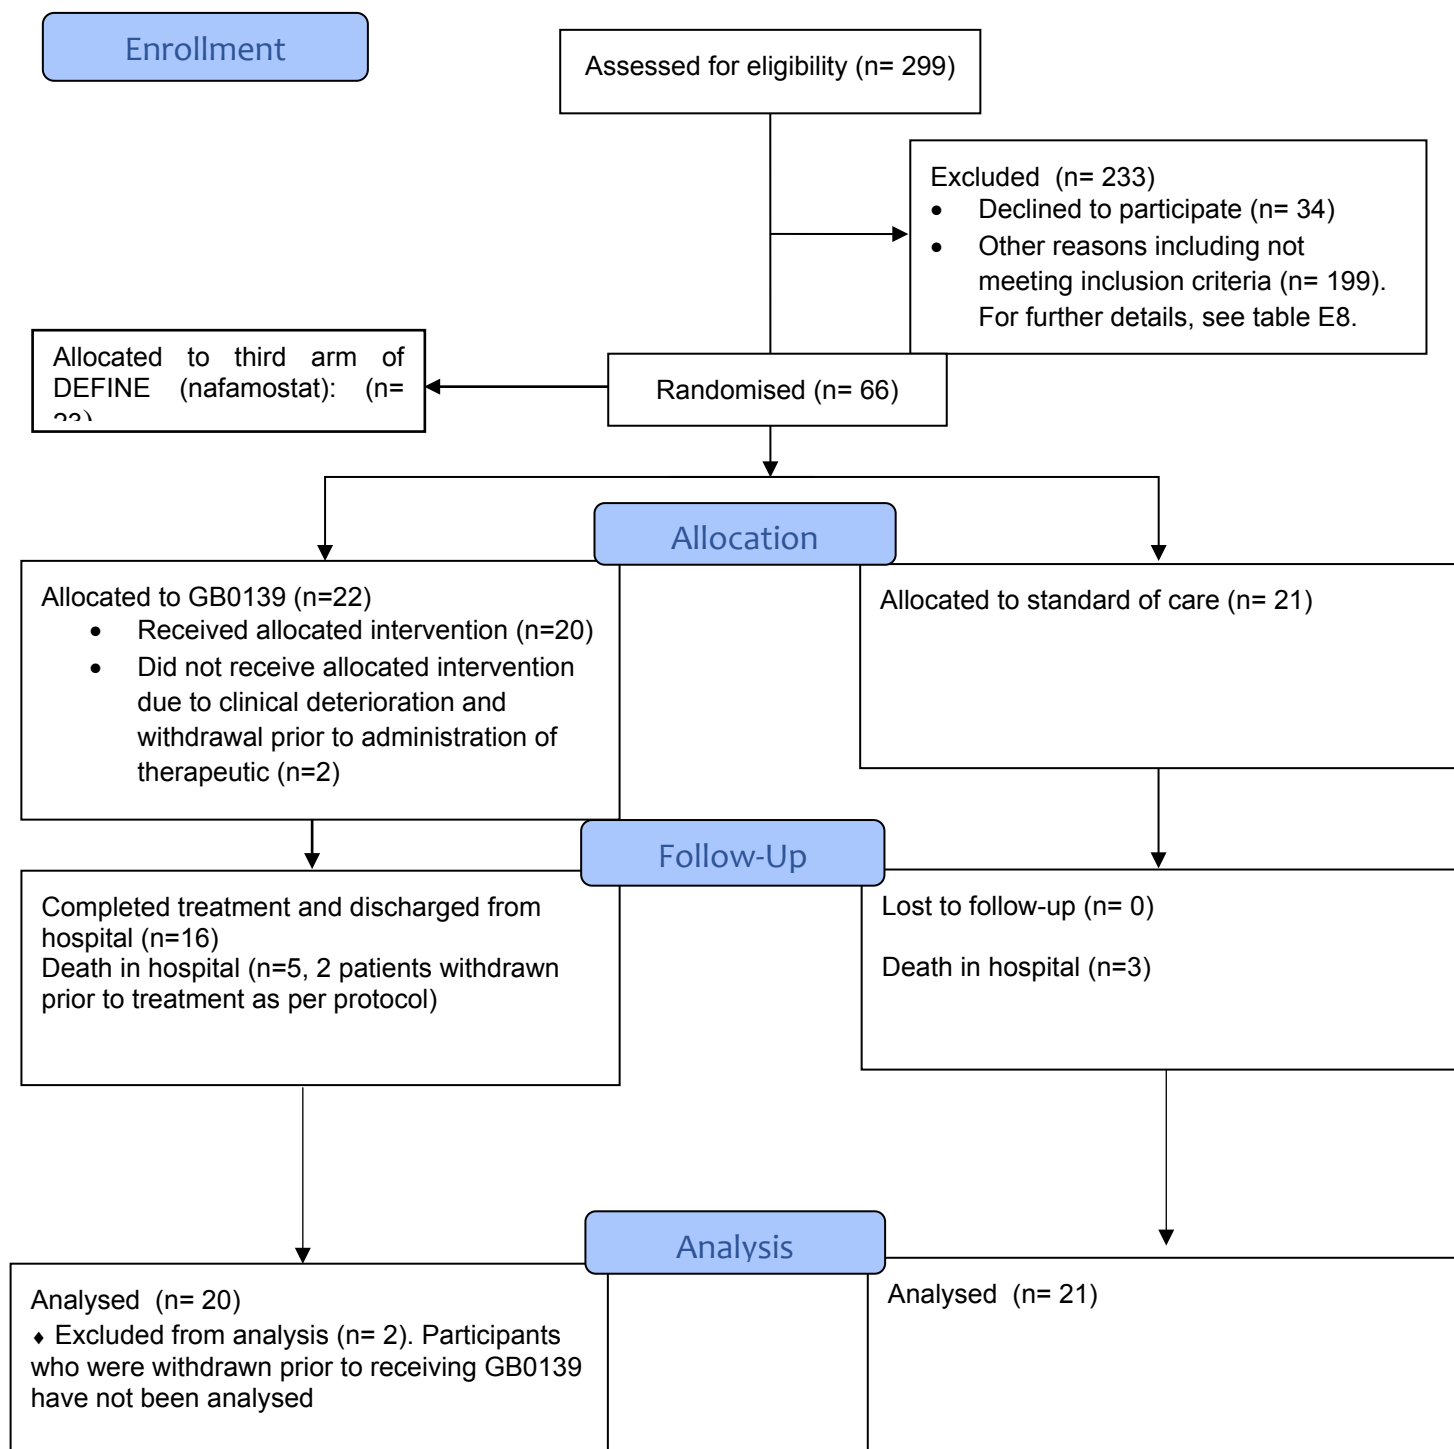 Enrollment
Assessed for eligibility (n= 299)
Excluded  (n= 233)
• Declined to participate (n= 34)
• Other reasons including not
meeting inclusion criteria (n= 199).
For further details, see table E8.
Allocated to third arm of
DEFINE (nafamostat): (n=
23)
Randomised (n= 66)
Allocation
Allocated to GB0139 (n=22)
• Received allocated intervention (n=20)
• Did not receive allocated intervention
due to clinical deterioration and
withdrawal prior to administration of
therapeutic (n=2)
Allocated to standard of care (n= 21)
Follow-Up
Completed treatment and discharged from
hospital (n=16)
Death in hospital (n=5, 2 patients withdrawn
prior to treatment as per protocol)
Lost to follow-up (n= 0)
Death in hospital (n=3)
Analysis
Analysed  (n= 20)
♦ Excluded from analysis (n= 2). Participants
who were withdrawn prior to receiving GB0139
have not been analysed
Analysed  (n= 21)